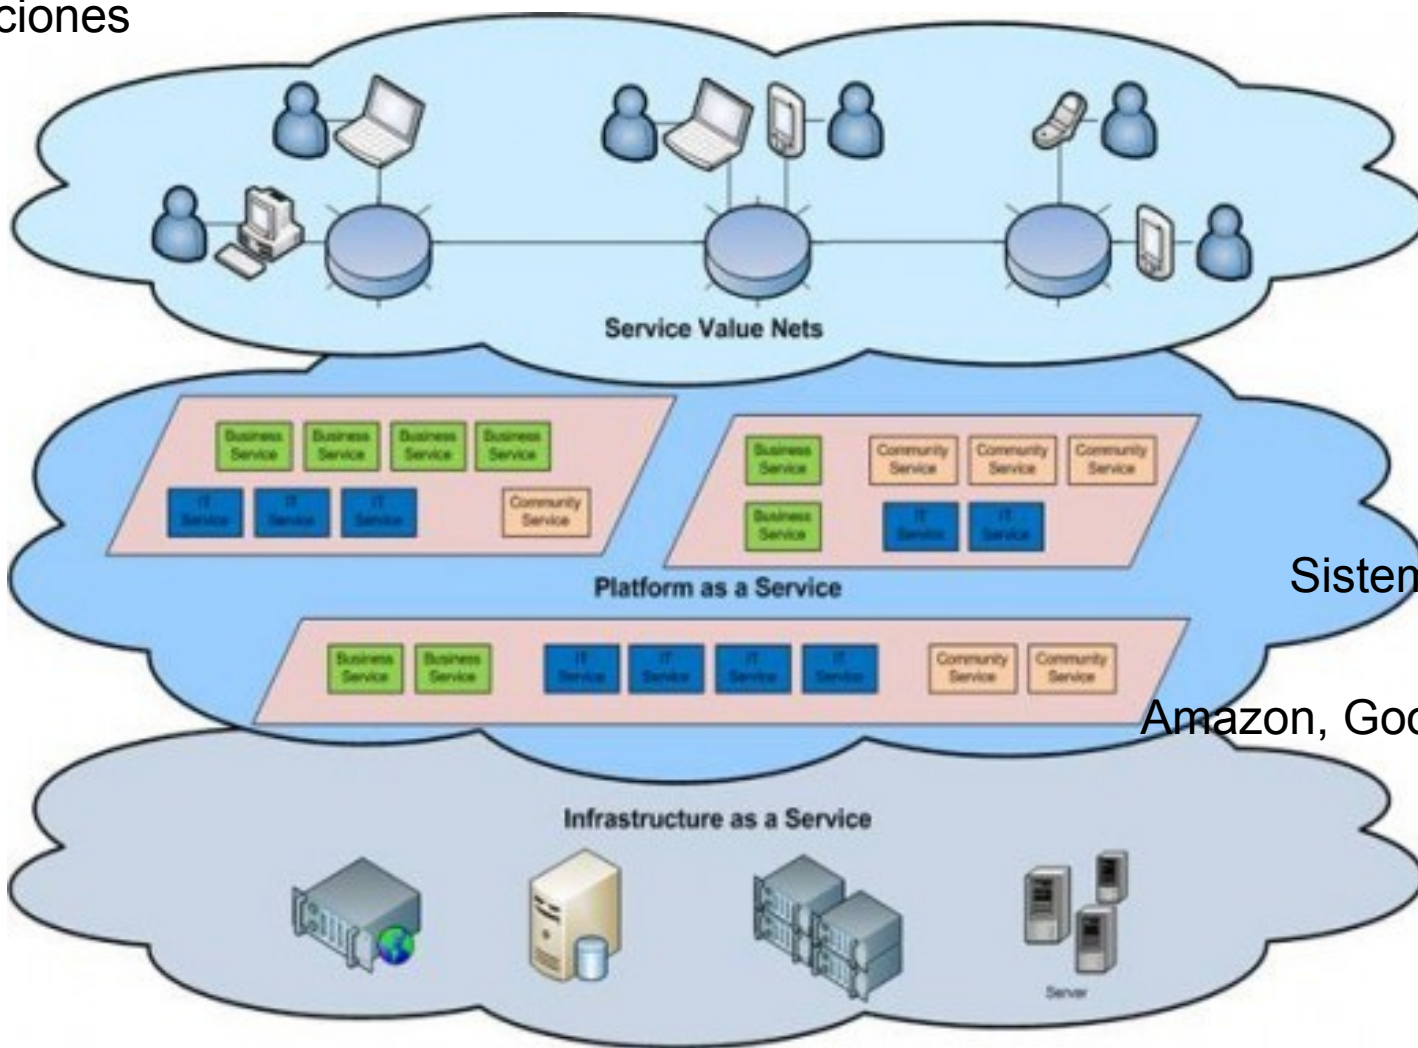 ciones
Service Value Nets
Business Service
Business Service
Business Service
Business Service
IT Service
IT Service
IT Service
Community Service
Business Service
Community Service
Community Service
Community Service
Business Service
IT Service
IT Service
Platform as a Service
Sistem
Business Service
Business Service
IT Service
IT Service
IT Service
IT Service
Community Service
Community Service
Amazon, Goo
Infrastructure as a Service
Server